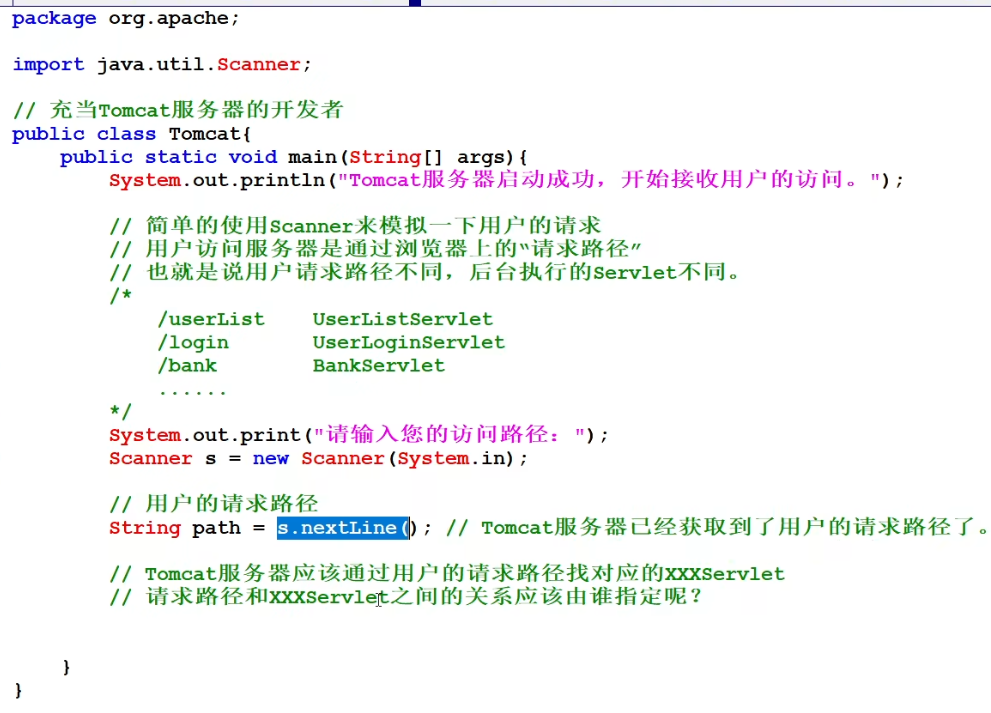 package org.apache;
import java.util.Scanner;
// 充当Tomcat服务器的开发者
public class Tomcat{
public static void main(String[] args){
System.out.println("Tomcat服务器启动成功，开始接收用户的访问。");
// 简单的使用Scanner来模拟一下用户的请求
// 用户访问服务器是通过浏览器上的“请求路径”
// 也就是说用户请求路径不同，后台执行的Servlet不同。
/*
/userList    UserListServlet
/login       UserLoginServlet
/bank        BankServlet
......
*/
System.out.print("请输入您的访问路径：");
Scanner s = new Scanner(System.in);
// 用户的请求路径
String path = s.nextLine(); // Tomcat服务器已经获取到了用户的请求路径了。
// Tomcat服务器应该通过用户的请求路径找对应的XXXServlet
// 请求路径和XXXServlet之间的关系应该由谁指定呢？
}
}